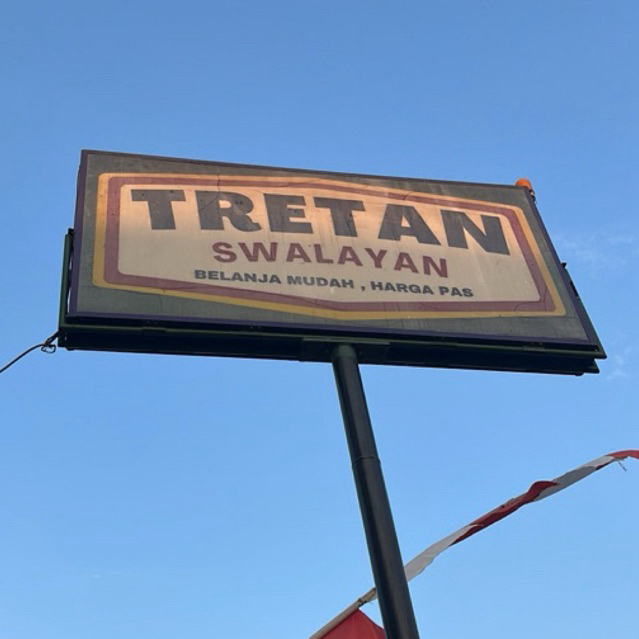 TRETAN
SWALAYAN
BELANJA MUDAH , HARGA PAS